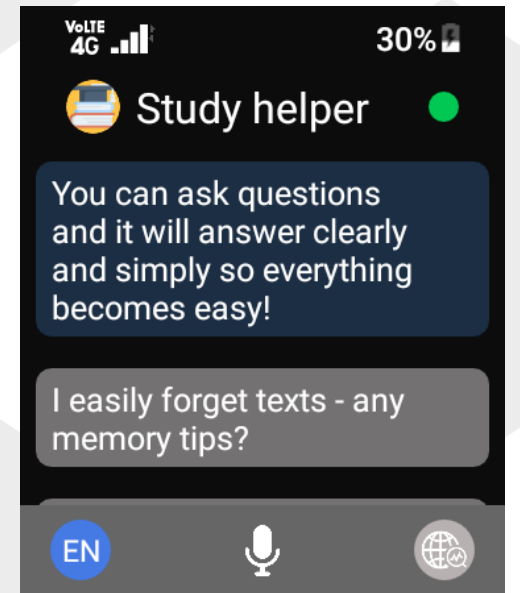 VoLTE
4G
30%
Study helper
You can ask questions
and it will answer clearly
and simply so everything
becomes easy!
I easily forget texts - any
memory tips?
EN